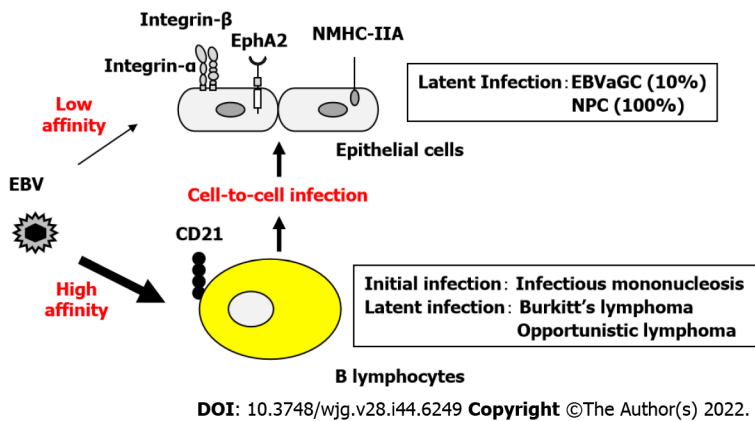 Integrin-β
EphA2
NMHC-IIA
Integrin-α
Latent Infection: EBVaGC (10%)
NPC (100%)
Low
affinity
Epithelial cells
EBV
Cell-to-cell infection
CD21
High
affinity
Initial infection: Infectious mononucleosis
Latent infection: Burkitt's lymphoma
Opportunistic lymphoma
B lymphocytes
DOI: 10.3748/wjg.v28.i44.6249 Copyright ©The Author(s) 2022.